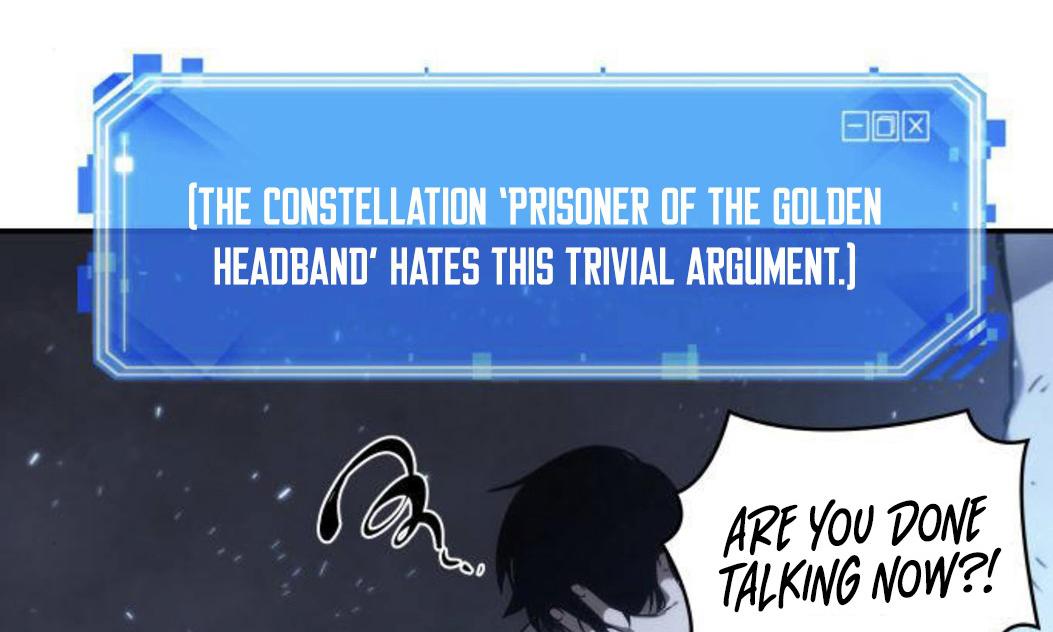 (THE CONSTELLATION ‘PRISONER OF THE GOLDEN
HEADBAND’ HATES THIS TRIVIAL ARGUMENT.)
ARE YOU DONE
TALKING NOW?!